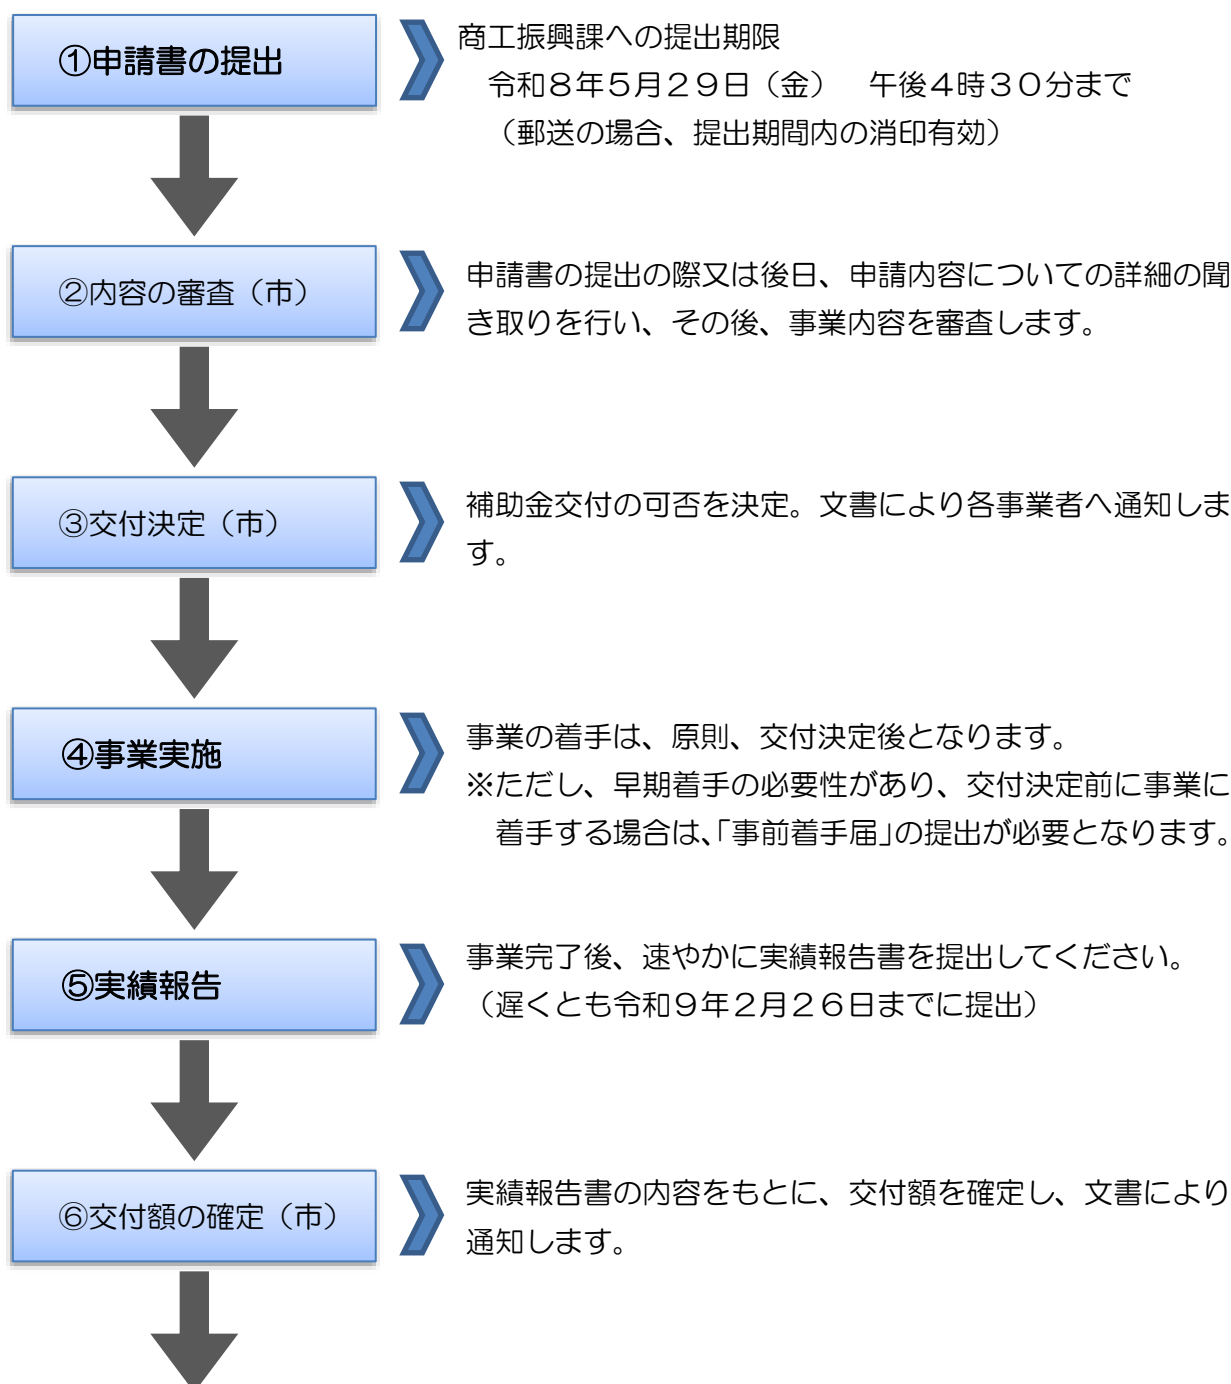 ①申請書の提出
商工振興課への提出期限
令和８年５月２９日（金）　午後４時３０分まで
（郵送の場合、提出期間内の消印有効）
②内容の審査（市）
申請書の提出の際又は後日、申請内容についての詳細の聞
き取りを行い、その後、事業内容を審査します。
③交付決定（市）
補助金交付の可否を決定。文書により各事業者へ通知しま
す。
④事業実施
事業の着手は、原則、交付決定後となります。
※ただし、早期着手の必要性があり、交付決定前に事業に
着手する場合は、「事前着手届」の提出が必要となります。
⑤実績報告
事業完了後、速やかに実績報告書を提出してください。
（遅くとも令和９年２月２６日までに提出）
⑥交付額の確定（市）
実績報告書の内容をもとに、交付額を確定し、文書により
通知します。